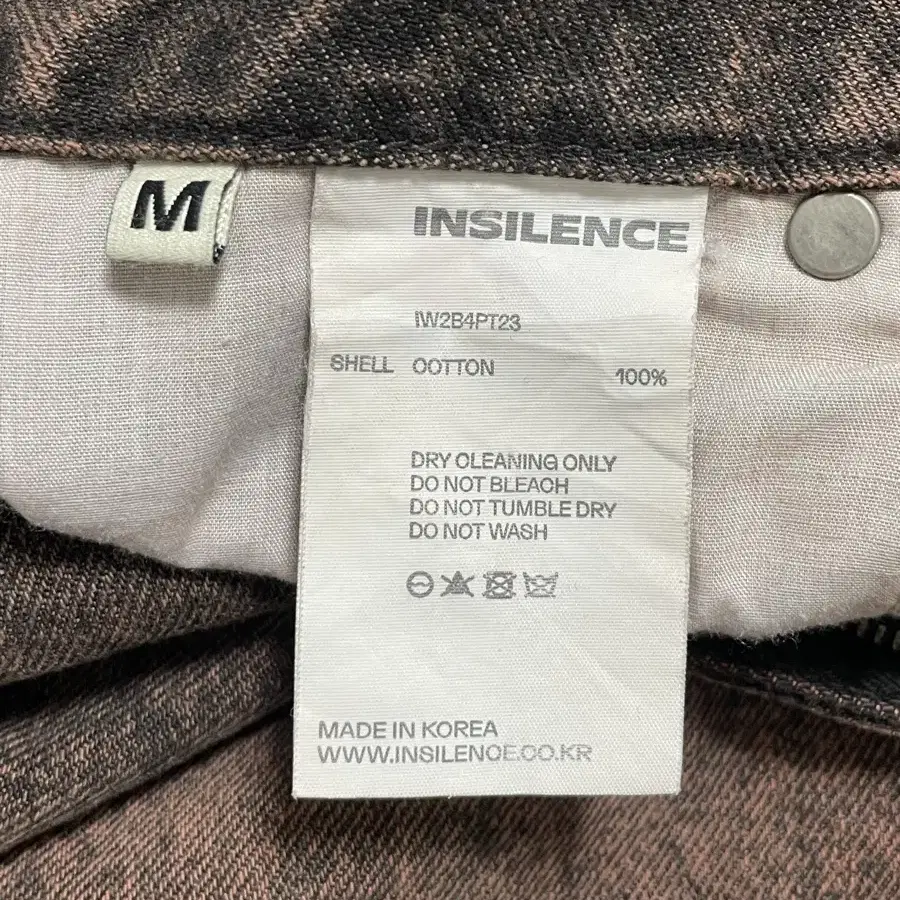 M
INSILENCE
IW2B4PT23
SHELL COTTON 100%
DRY CLEANING ONLY
DO NOT BLEACH
DO NOT TUMBLE DRY
DO NOT WASH
MADE IN KOREA
WWW.INSILENCE.CO.KR